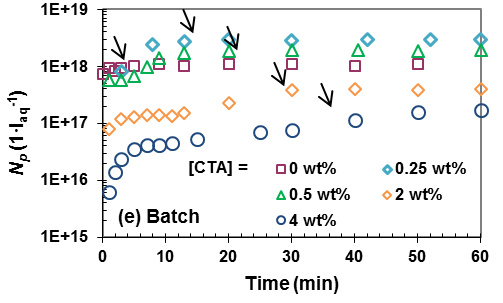 1E+19
1E+18
1E+17
1E+16
1E+15
Np (1·laq-1)
[CTA] =
0 wt%
0.25 wt%
0.5 wt%
2 wt%
4 wt%
(e) Batch
0 10 20 30 40 50 60
Time (min)